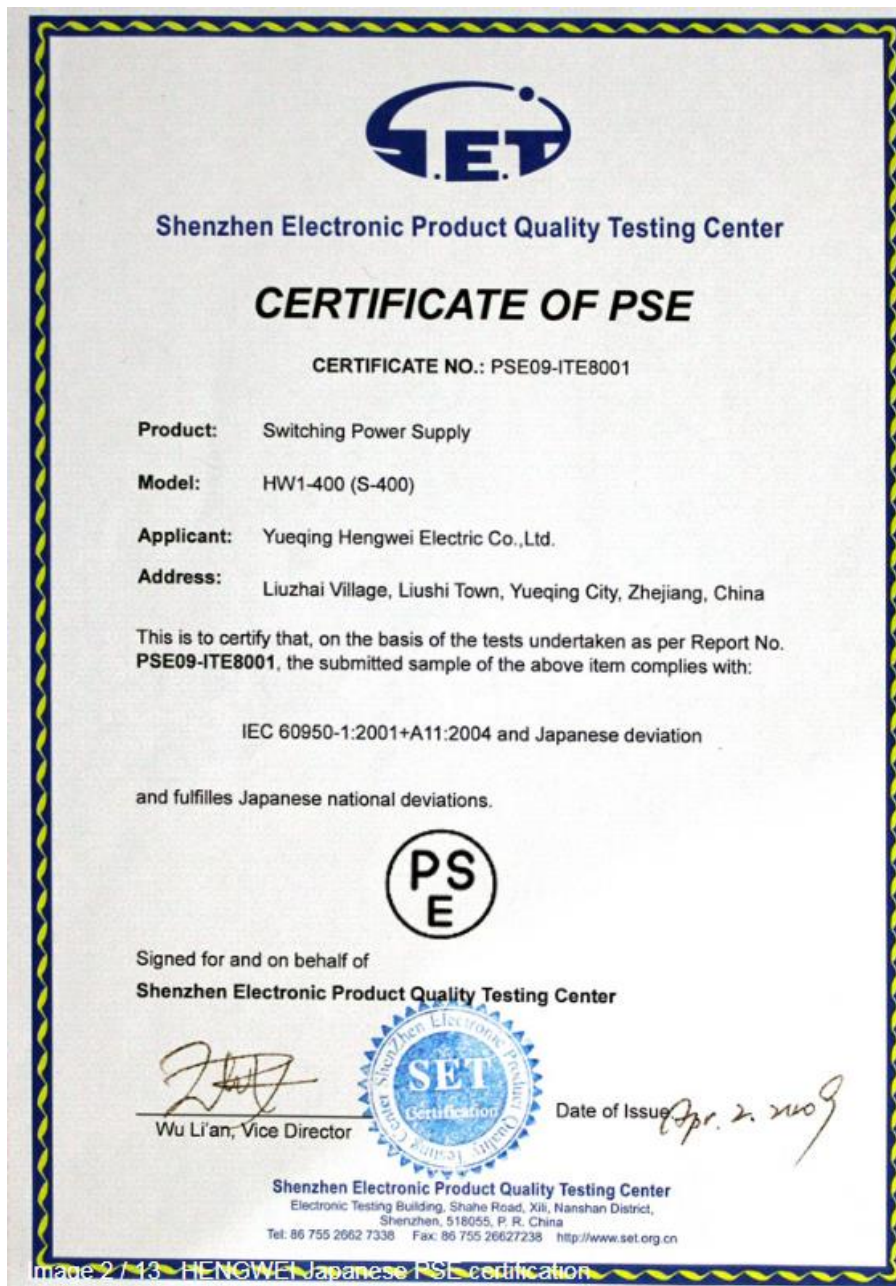 S.E.T
Shenzhen Electronic Product Quality Testing Center
CERTIFICATE OF PSE
CERTIFICATE NO.: PSE09-ITE8001
Product: Switching Power Supply
Model: HW1-400 (S-400)
Applicant: Yueqing Hengwei Electric Co.,Ltd.
Address: Liuzhai Village, Liushi Town, Yueqing City, Zhejiang, China
This is to certify that, on the basis of the tests undertaken as per Report No.
PSE09-ITE8001, the submitted sample of the above item complies with:
IEC 60950-1:2001+A11:2004 and Japanese deviation
and fulfilles Japanese national deviations.
PS
E
Signed for and on behalf of
Shenzhen Electronic Product Quality Testing Center
ShenZhen Electronic Product Quality Testing Center
SET
Certification
Wu Li'an, Vice Director
Date of Issue Apr. 2. 2009
Shenzhen Electronic Product Quality Testing Center
Electronic Testing Building, Shahe Road, Xili, Nanshan District,
Shenzhen, 518055, P. R. China
Tel: 86 755 2662 7338 Fax: 86 755 26627238 http://www.set.org.cn
Image 2 / 13 - HENGWEI Japanese PSE certification